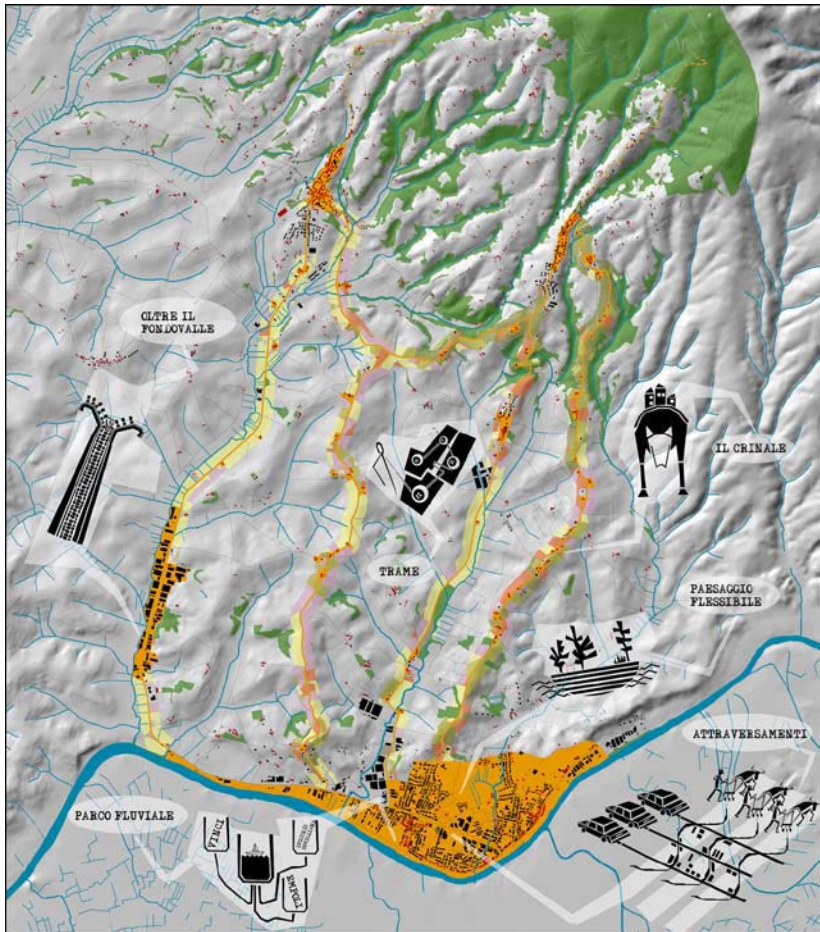 OLTRE IL
FONDOVALLE
IL CRINALE
TRAME
PAESAGGIO
FLESSIBILE
ATTRAVERSAMENTI
PARCO FLUVIALE
VINCI
EMPOLI